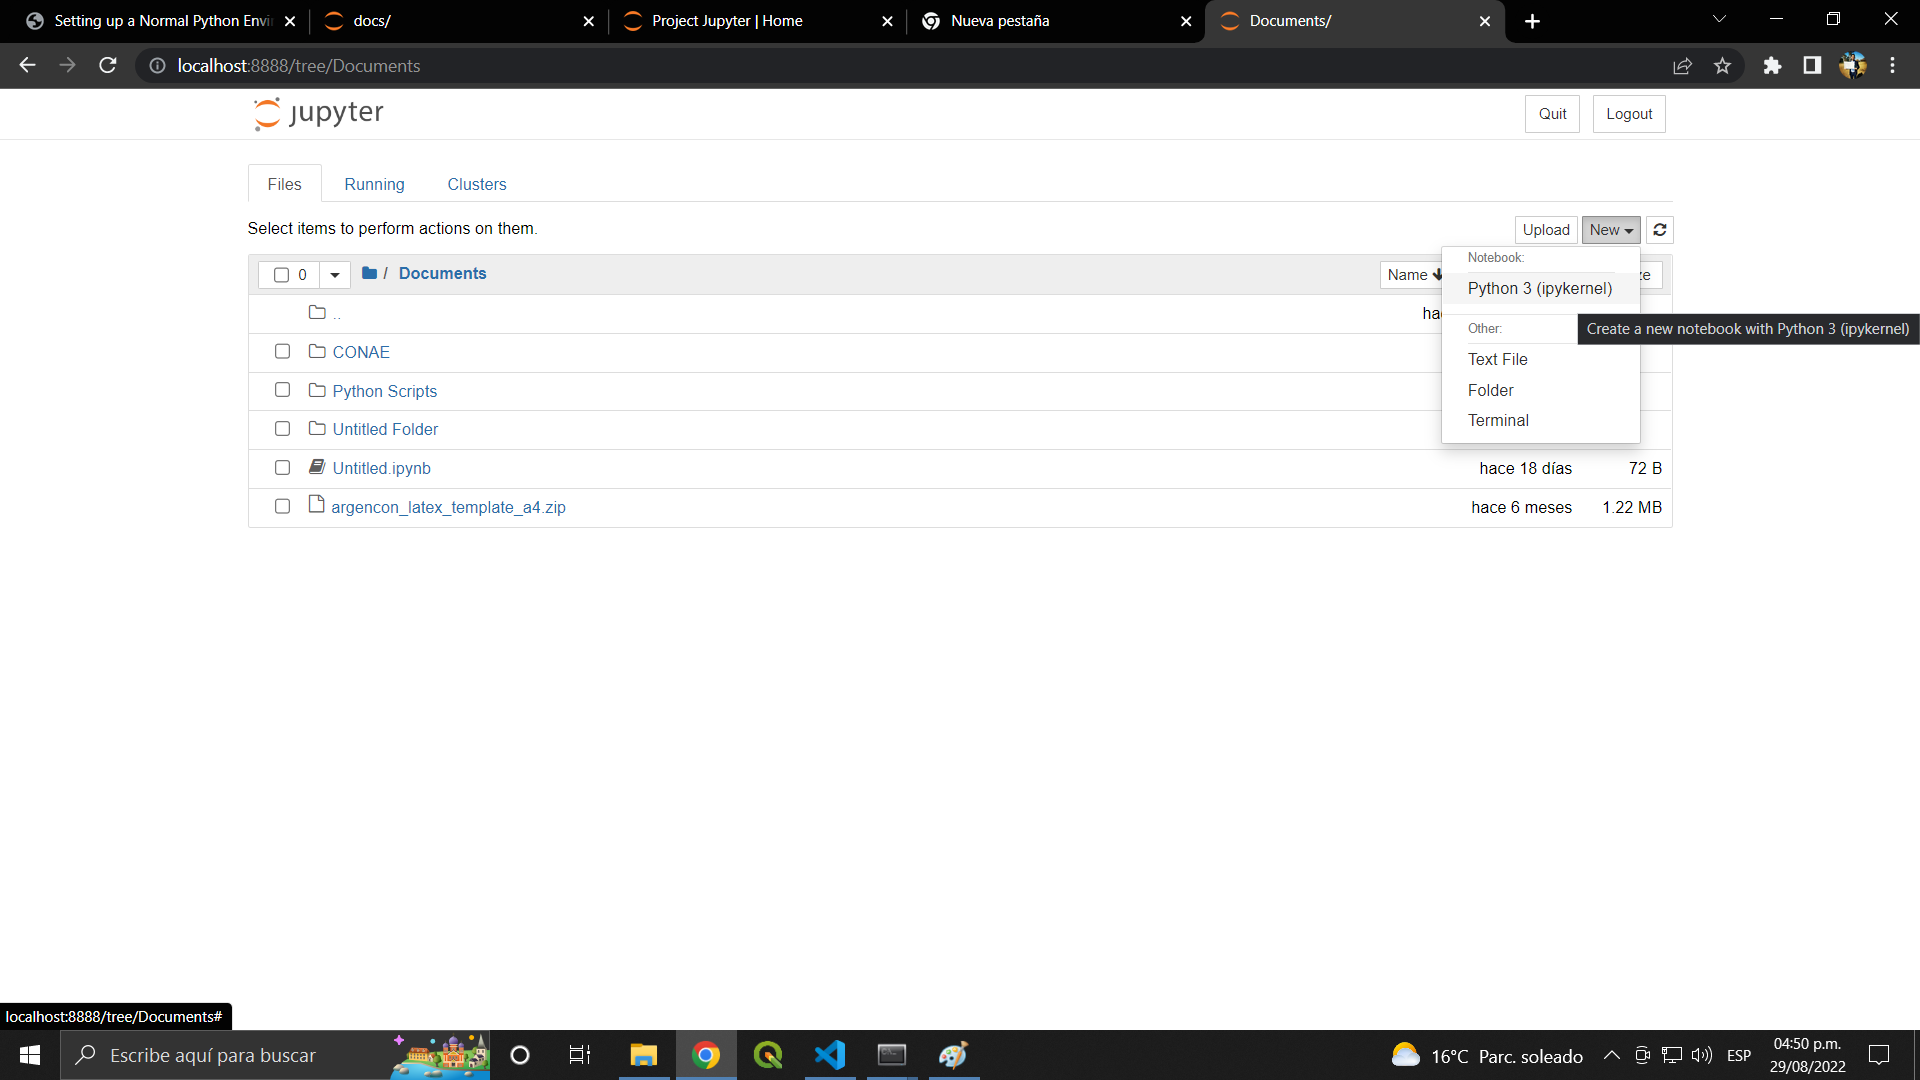 Setting up a Normal Python Envi
docs/
Project Jupyter | Home
Nueva pestaña
Documents/
localhost:8888/tree/Documents
jupyter
Quit
Logout
Files
Running
Clusters
Select items to perform actions on them.
Upload
New
0
/
Documents
Name
ze
Notebook:
Python 3 (ipykernel)
Other:
Create a new notebook with Python 3 (ipykernel)
Text File
Folder
Terminal
..
CONAE
Python Scripts
Untitled Folder
Untitled.ipynb
hace 18 días
72 B
argencon_latex_template_a4.zip
hace 6 meses
1.22 MB
localhost:8888/tree/Documents#
Escribe aquí para buscar
16°C Parc. soleado
ESP
04:50 p.m.
29/08/2022